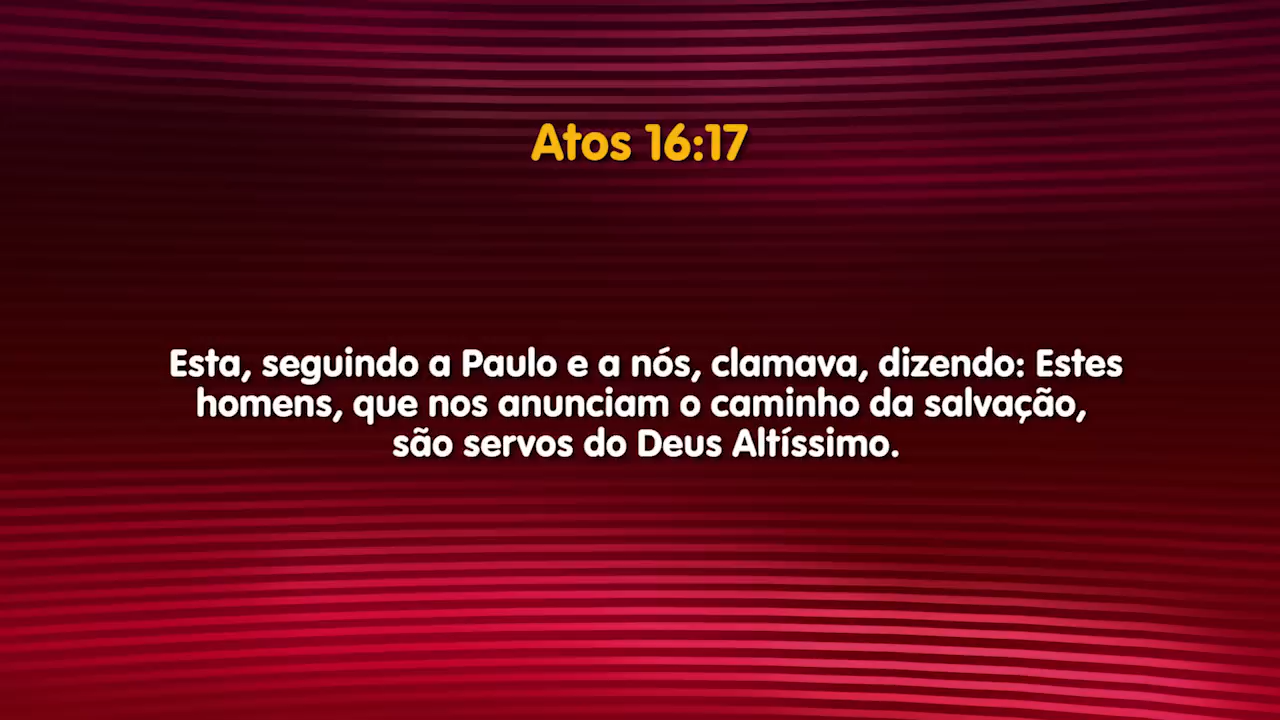 Atos 16:17
Esta, seguindo a Paulo e a nós, clamava, dizendo: Estes
homens, que nos anunciam o caminho da salvação,
são servos do Deus Altíssimo.